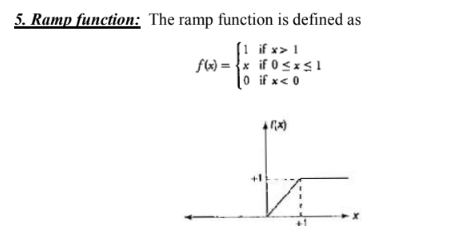 5. Ramp function: The ramp function is defined as
f(x) = { 1 if x > 1
x if 0 ≤ x ≤ 1
0 if x < 0
f(x)
+1
x
+1